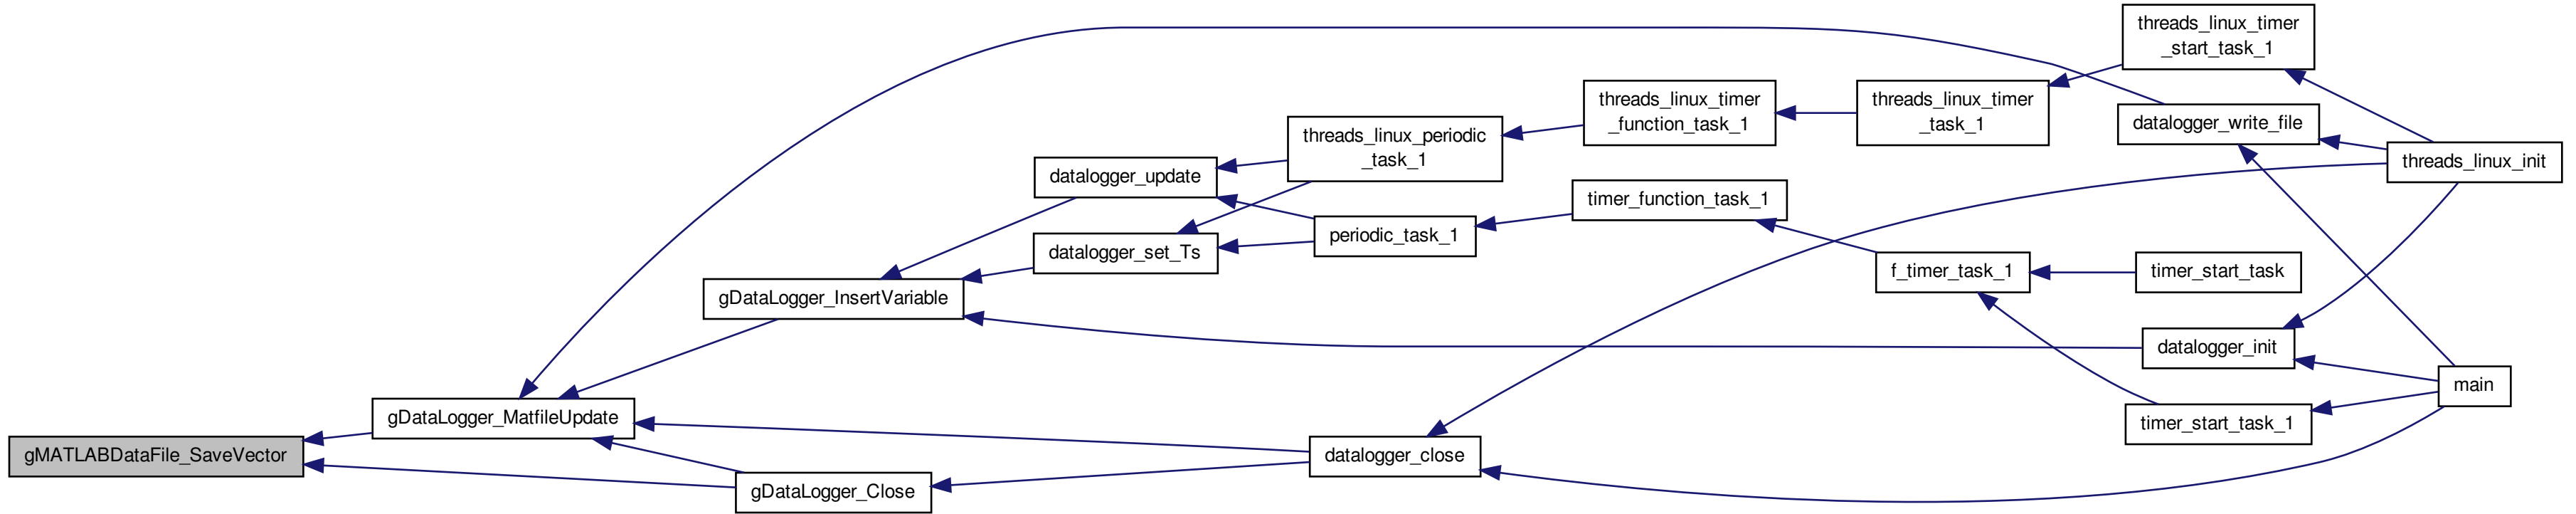 threads_linux_timer
_start_task_1
threads_linux_timer
_function_task_1
threads_linux_timer
_task_1
datalogger_write_file
threads_linux_periodic
_task_1
threads_linux_init
datalogger_update
timer_function_task_1
periodic_task_1
datalogger_set_Ts
f_timer_task_1
timer_start_task
gDataLogger_InsertVariable
datalogger_init
main
gDataLogger_MatfileUpdate
timer_start_task_1
gMATLABDataFile_SaveVector
datalogger_close
gDataLogger_Close